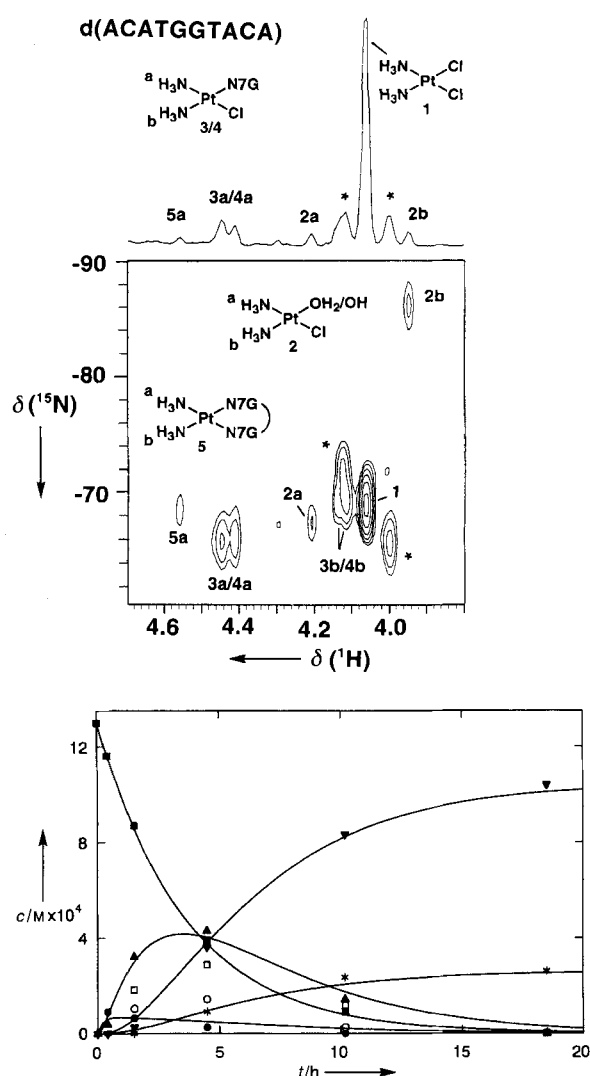 d(ACATGGTACA)
a H₃N N7G
Pt
b H₃N Cl
3/4
H₃N Cl
Pt
H₃N Cl
1
5a 3a/4a 2a * * 2b
-90
-80
-70
δ(¹⁵N)
a H₃N OH₂/OH
Pt
b H₃N Cl
2
2b
a H₃N N7G
Pt
b H₃N N7G
5
*
5a 3a/4a 2a 3b/4b 1 *
4.6 4.4 4.2 4.0
δ(¹H)
12
8
4
0
c/M×10⁴
0 5 10 15 20
t/h